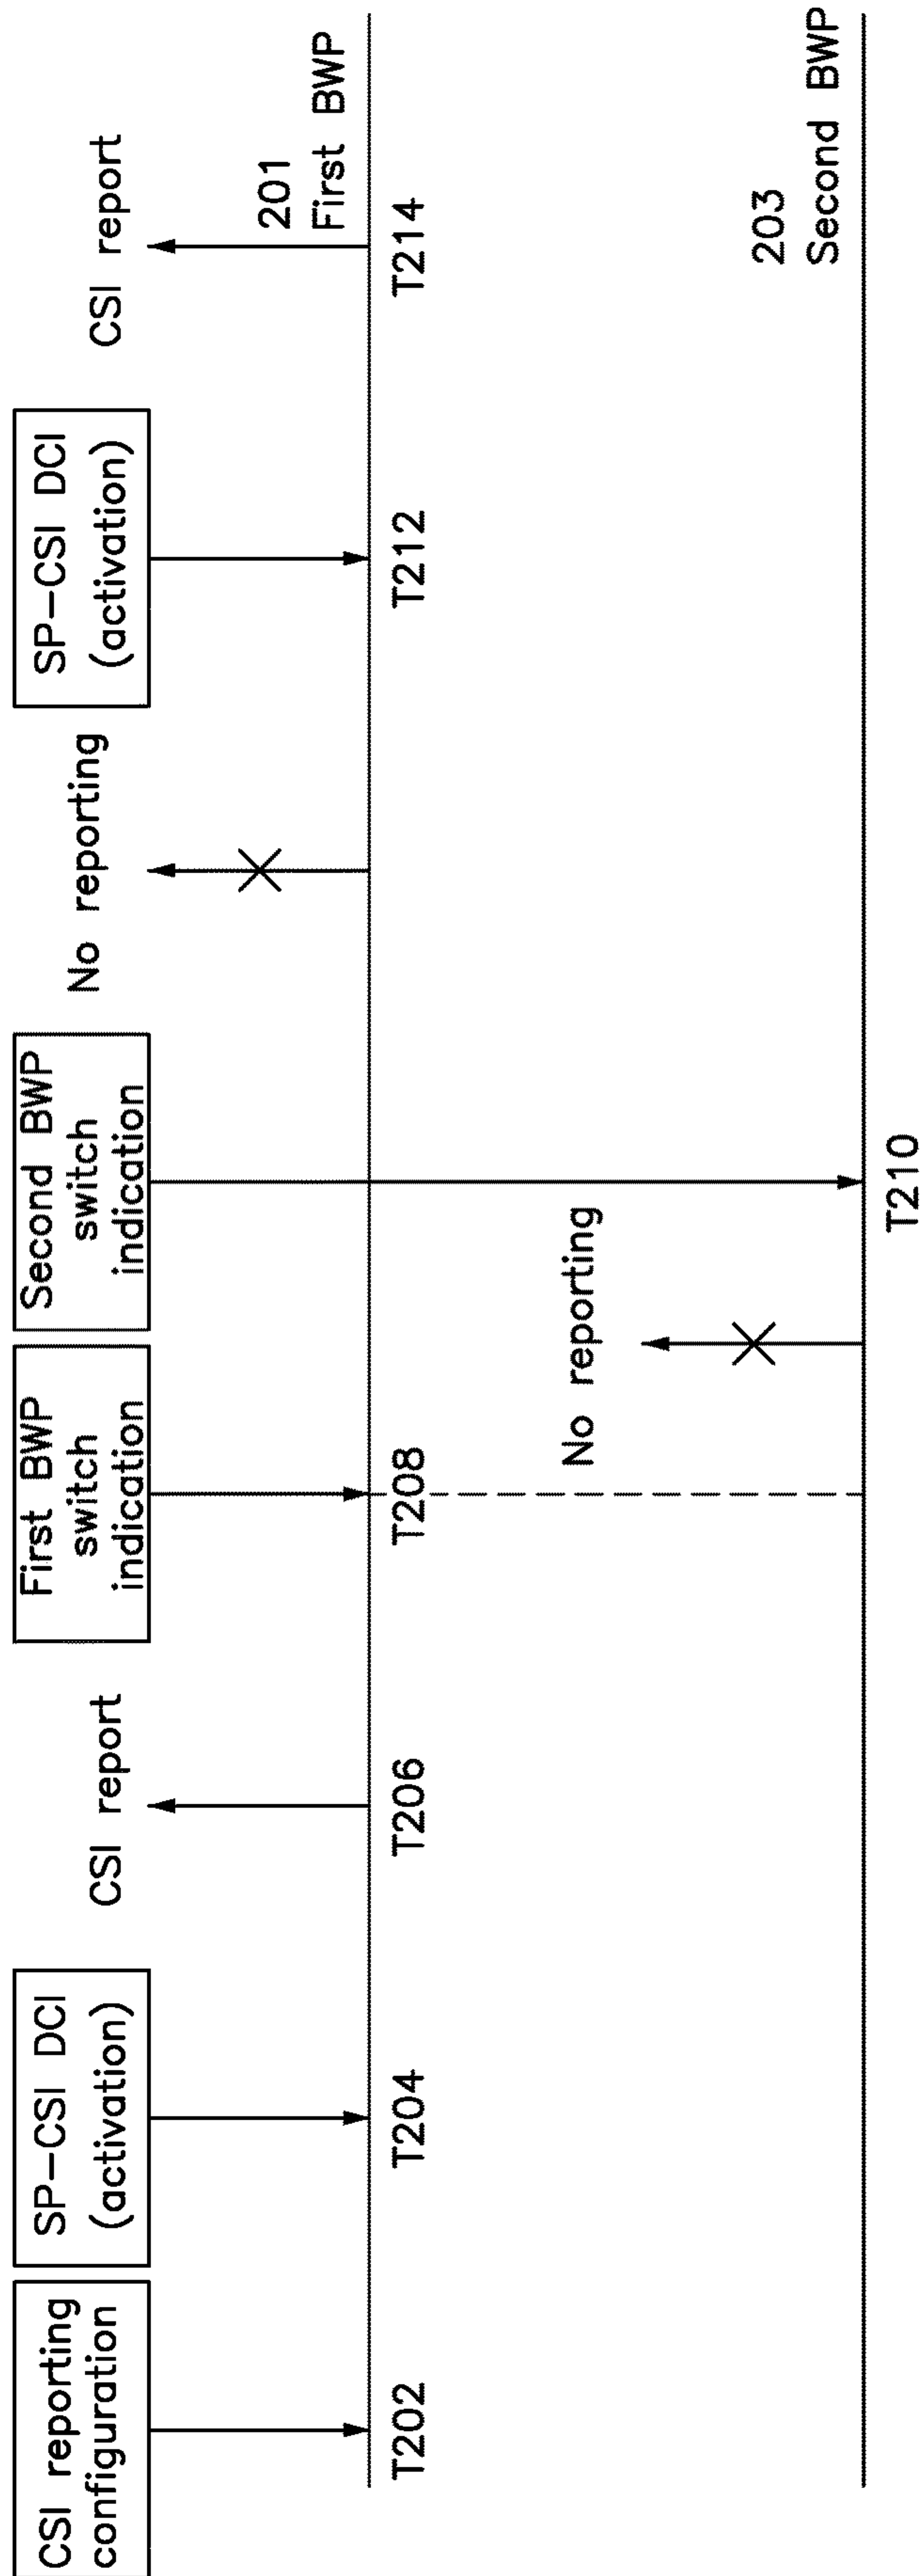 CSI reporting
configuration
SP-CSI DCI
(activation)
CSI report
First BWP
switch
indication
Second BWP
switch
indication
No reporting
SP-CSI DCI
(activation)
CSI report
201
First BWP
T202
T204
T206
T208
T212
T214
No reporting
203
Second BWP
T210